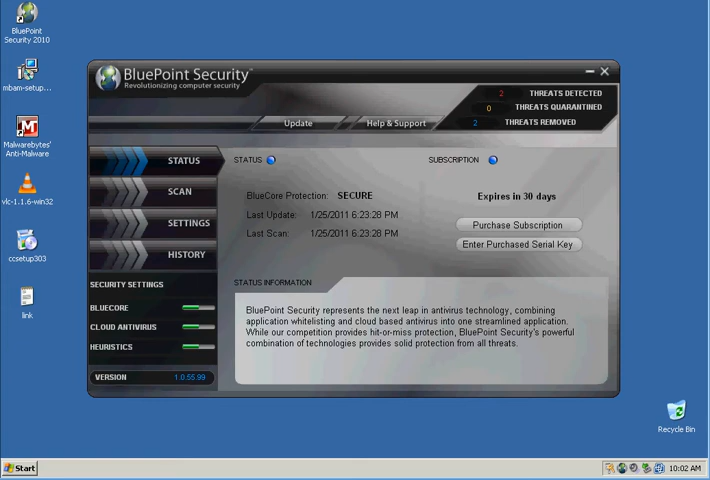 BluePoint
Security 2010
mbam-setup...
Malwarebytes'
Anti-Malware
vlc-1.1.6-win32
ccsetup303
link
BluePoint Security™
Revolutionizing computer security
2 THREATS DETECTED
0 THREATS QUARANTINED
2 THREATS REMOVED
Update
Help & Support
STATUS
SCAN
SETTINGS
HISTORY
SECURITY SETTINGS
BLUECORE
CLOUD ANTIVIRUS
HEURISTICS
VERSION 1.0.55.99
STATUS
SUBSCRIPTION
BlueCore Protection: SECURE
Last Update: 1/25/2011 6:23:28 PM
Last Scan: 1/25/2011 6:23:28 PM
Expires in 30 days
Purchase Subscription
Enter Purchased Serial Key
STATUS INFORMATION
BluePoint Security represents the next leap in antivirus technology, combining
application whitelisting and cloud based antivirus into one streamlined application.
While our competition provides hit-or-miss protection, BluePoint Security's powerful
combination of technologies provides solid protection from all threats.
Recycle Bin
Start
10:02 AM